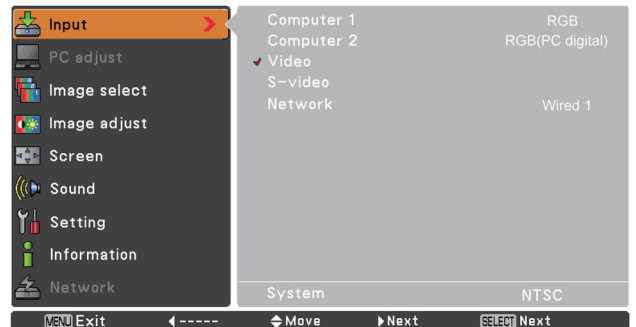 Input
PC adjust
Image select
Image adjust
Screen
Sound
Setting
Information
Network
Computer 1 RGB
Computer 2 RGB(PC digital)
Video
S-video
Network Wired 1
System NTSC
MENU Exit ----- Move Next SELECT Next